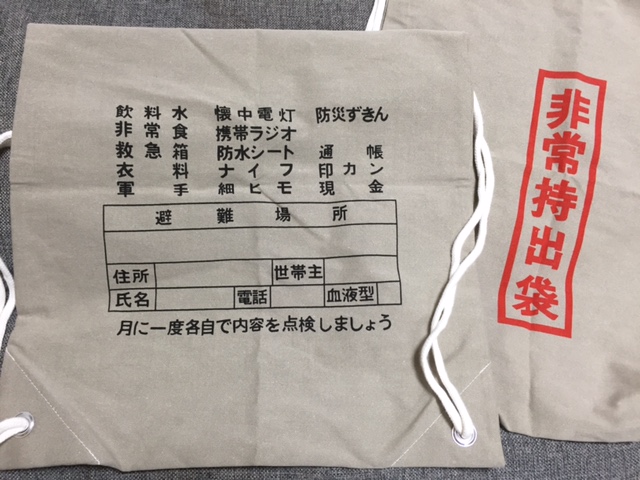 飲料水 懐中電灯 防災ずきん
非常食 携帯ラジオ
救急箱 防水シート 通帳
衣料 ナイフ 印カン
軍手 細ヒモ 現金
避難場所
住所 世帯主
氏名 電話 血液型
月に一度各自で内容を点検しましょう
非常持出袋